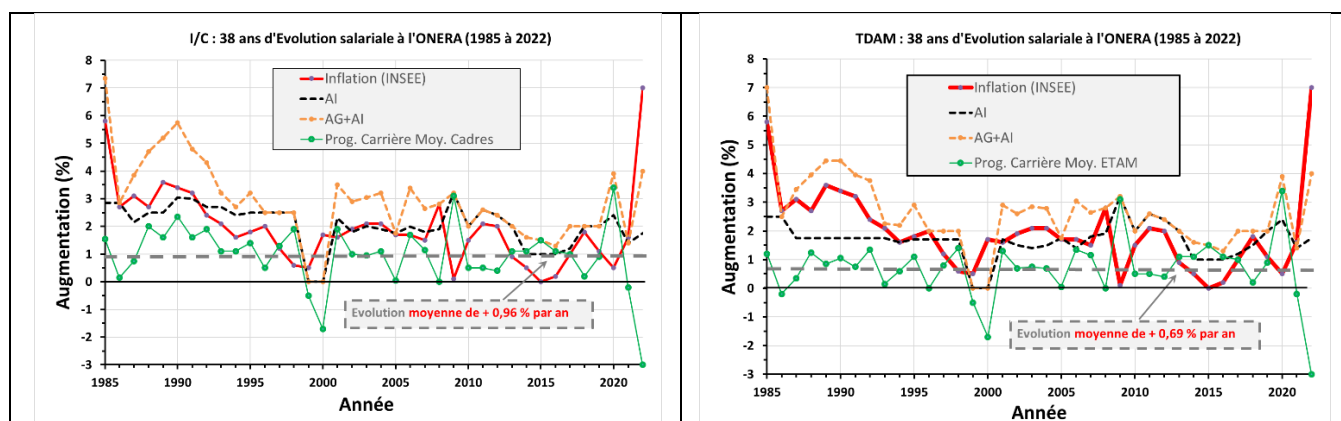 I/C : 38 ans d'Evolution salariale à l'ONERA (1985 à 2022)
Augmentation (%)
8
7
6
5
4
3
2
1
0
-1
-2
-3
Inflation (INSEE)
AI
AG+AI
Prog. Carrière Moy. Cadres
Evolution moyenne de + 0,96 % par an
1985 1990 1995 2000 2005 2010 2015 2020
Année
TDAM : 38 ans d'Evolution salariale à l'ONERA (1985 à 2022)
Augmentation (%)
8
7
6
5
4
3
2
1
0
-1
-2
-3
Inflation (INSEE)
AI
AG+AI
Prog. Carrière Moy. ETAM
Evolution moyenne de + 0,69 % par an
1985 1990 1995 2000 2005 2010 2015 2020
Année